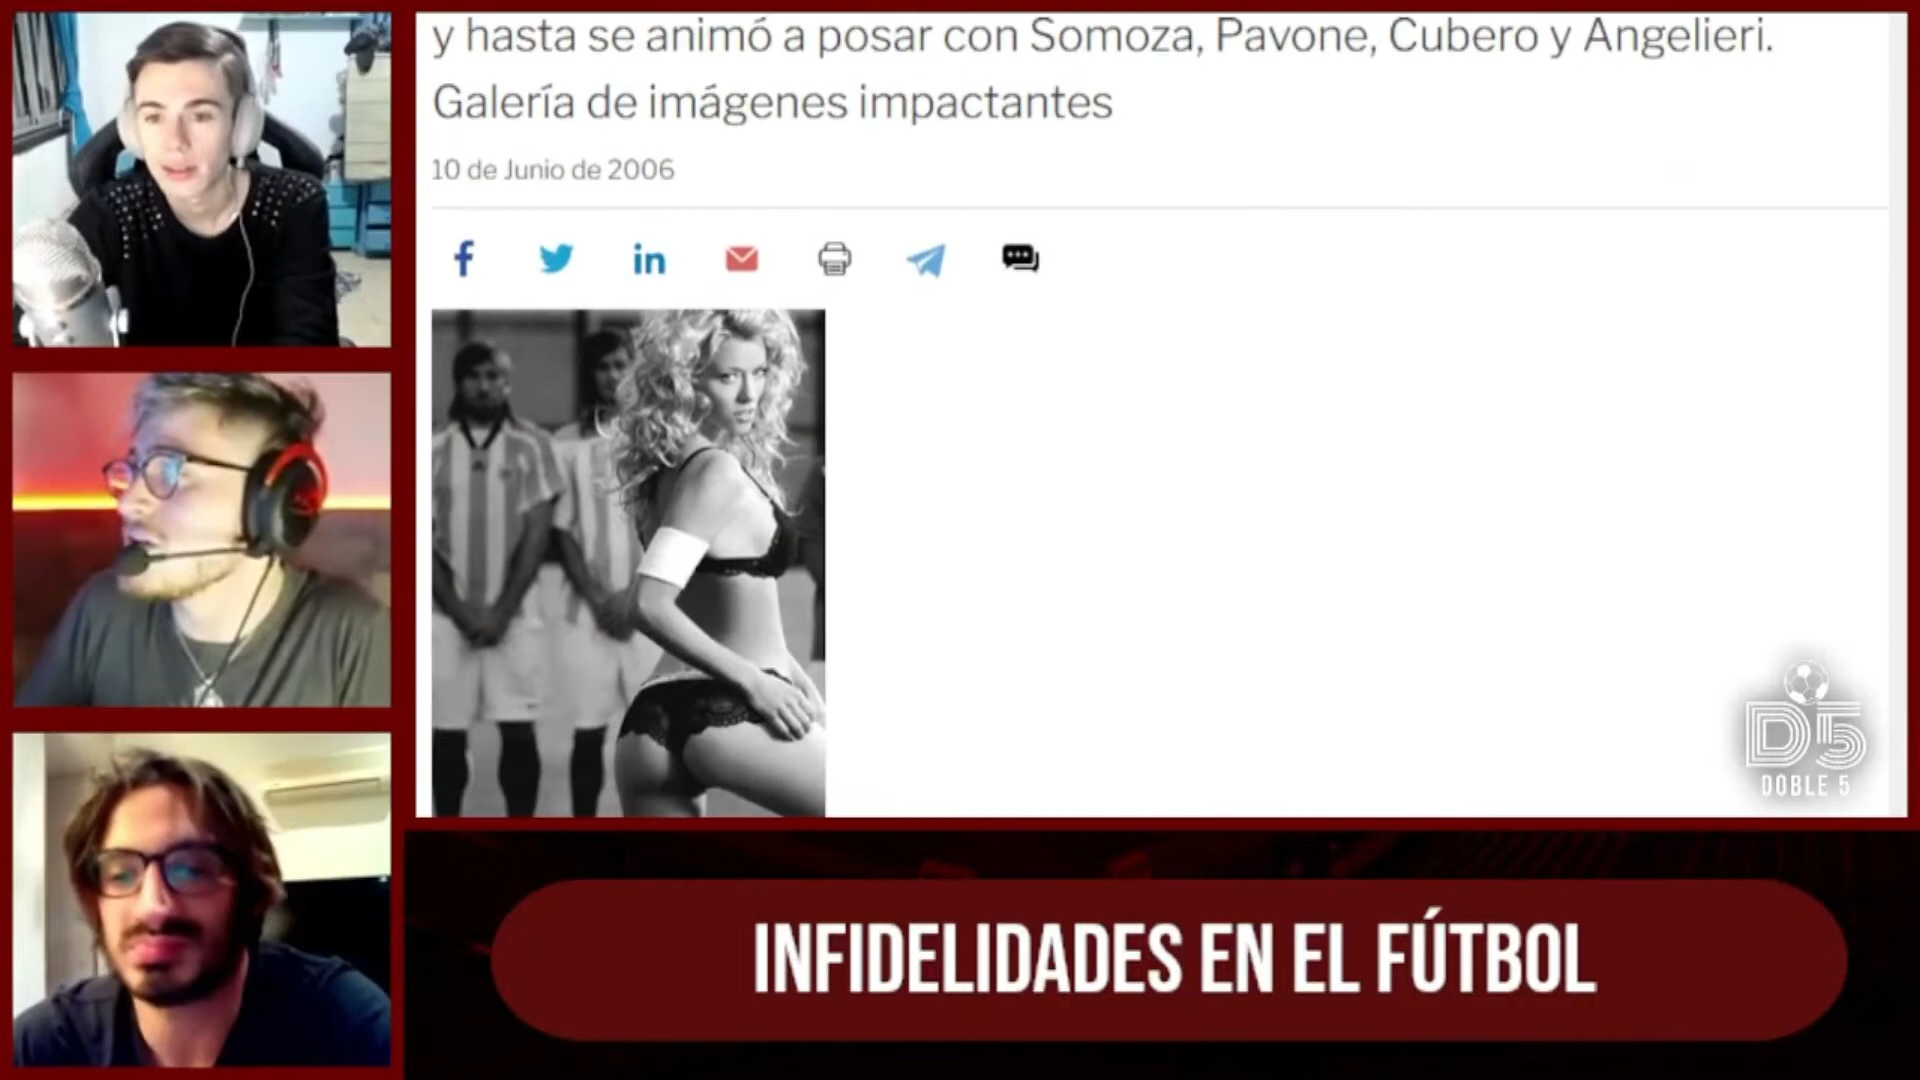 y hasta se animó a posar con Somoza, Pavone, Cubero y Angelieri.
Galería de imágenes impactantes
10 de Junio de 2006
D5
DOBLE 5
INFIDELIDADES EN EL FÚTBOL